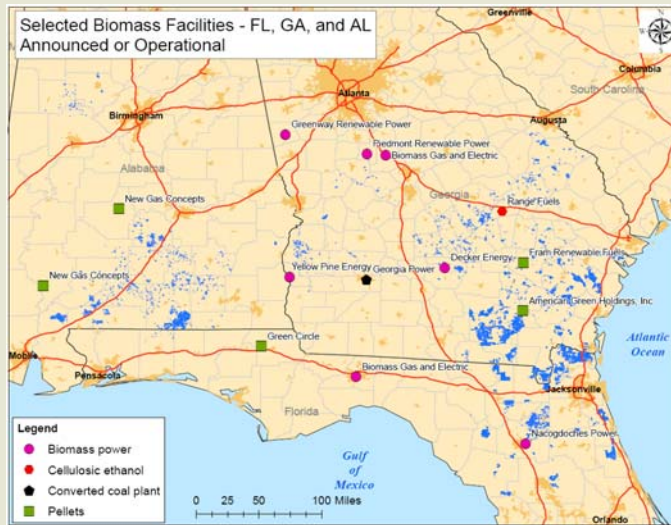 Selected Biomass Facilities - FL, GA, and AL
Announced or Operational
Greenville
Columbia
South Carolina
Atlanta
Birmingham
Augusta
Greenway Renewable Power
Piedmont Renewable Power
Biomass Gas and Electric
Alabama
Georgia
New Gas Concepts
Range Fuels
Decker Energy
Fram Renewable Fuels
Yellow Pine Energy
Georgia Power
New Gas Concepts
American Green Holdings, Inc
Green Circle
Atlantic
Ocean
Mobile
Pensacola
Biomass Gas and Electric
Jacksonville
Florida
Nacogdoches Power
Gulf
of
Mexico
Orlando
Legend
Biomass power
Cellulosic ethanol
Converted coal plant
Pellets
0 25 50 100 Miles